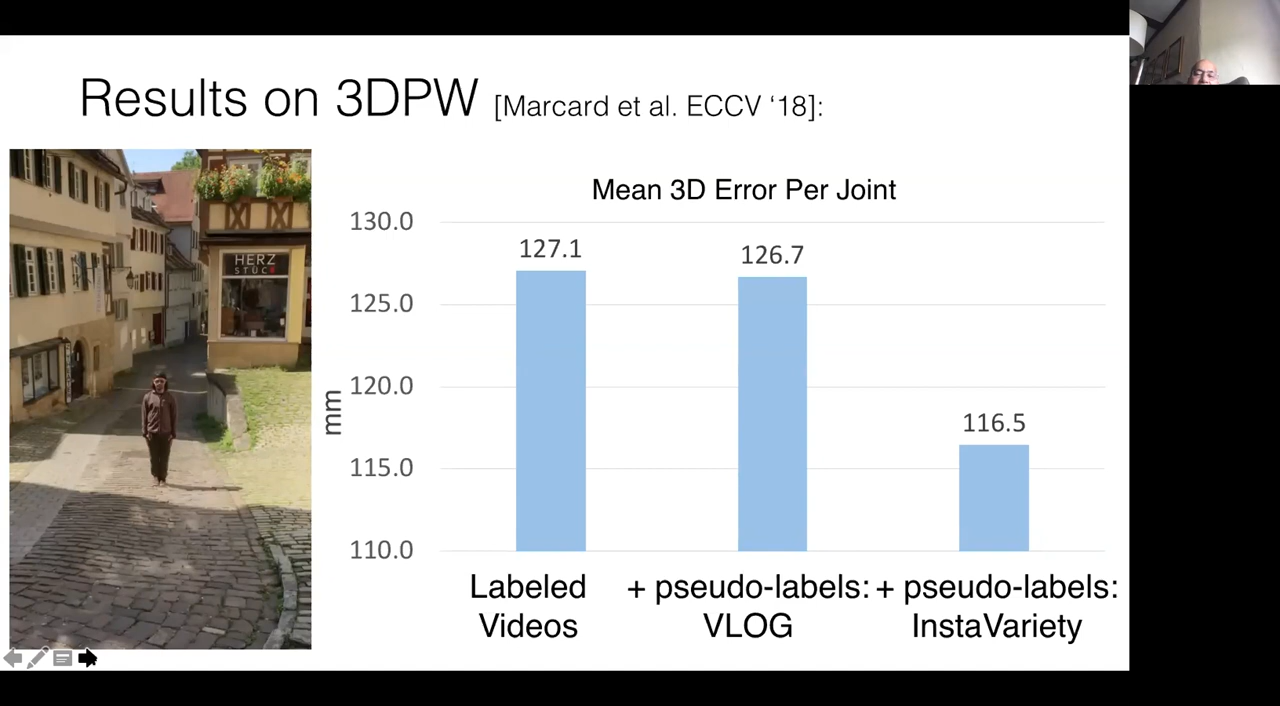 Results on 3DPW [Marcard et al. ECCV ‘18]:
HERZ
STÜC
Mean 3D Error Per Joint
mm
130.0
125.0
120.0
115.0
110.0
127.1
126.7
116.5
Labeled
Videos
+ pseudo-labels:
VLOG
+ pseudo-labels:
InstaVariety